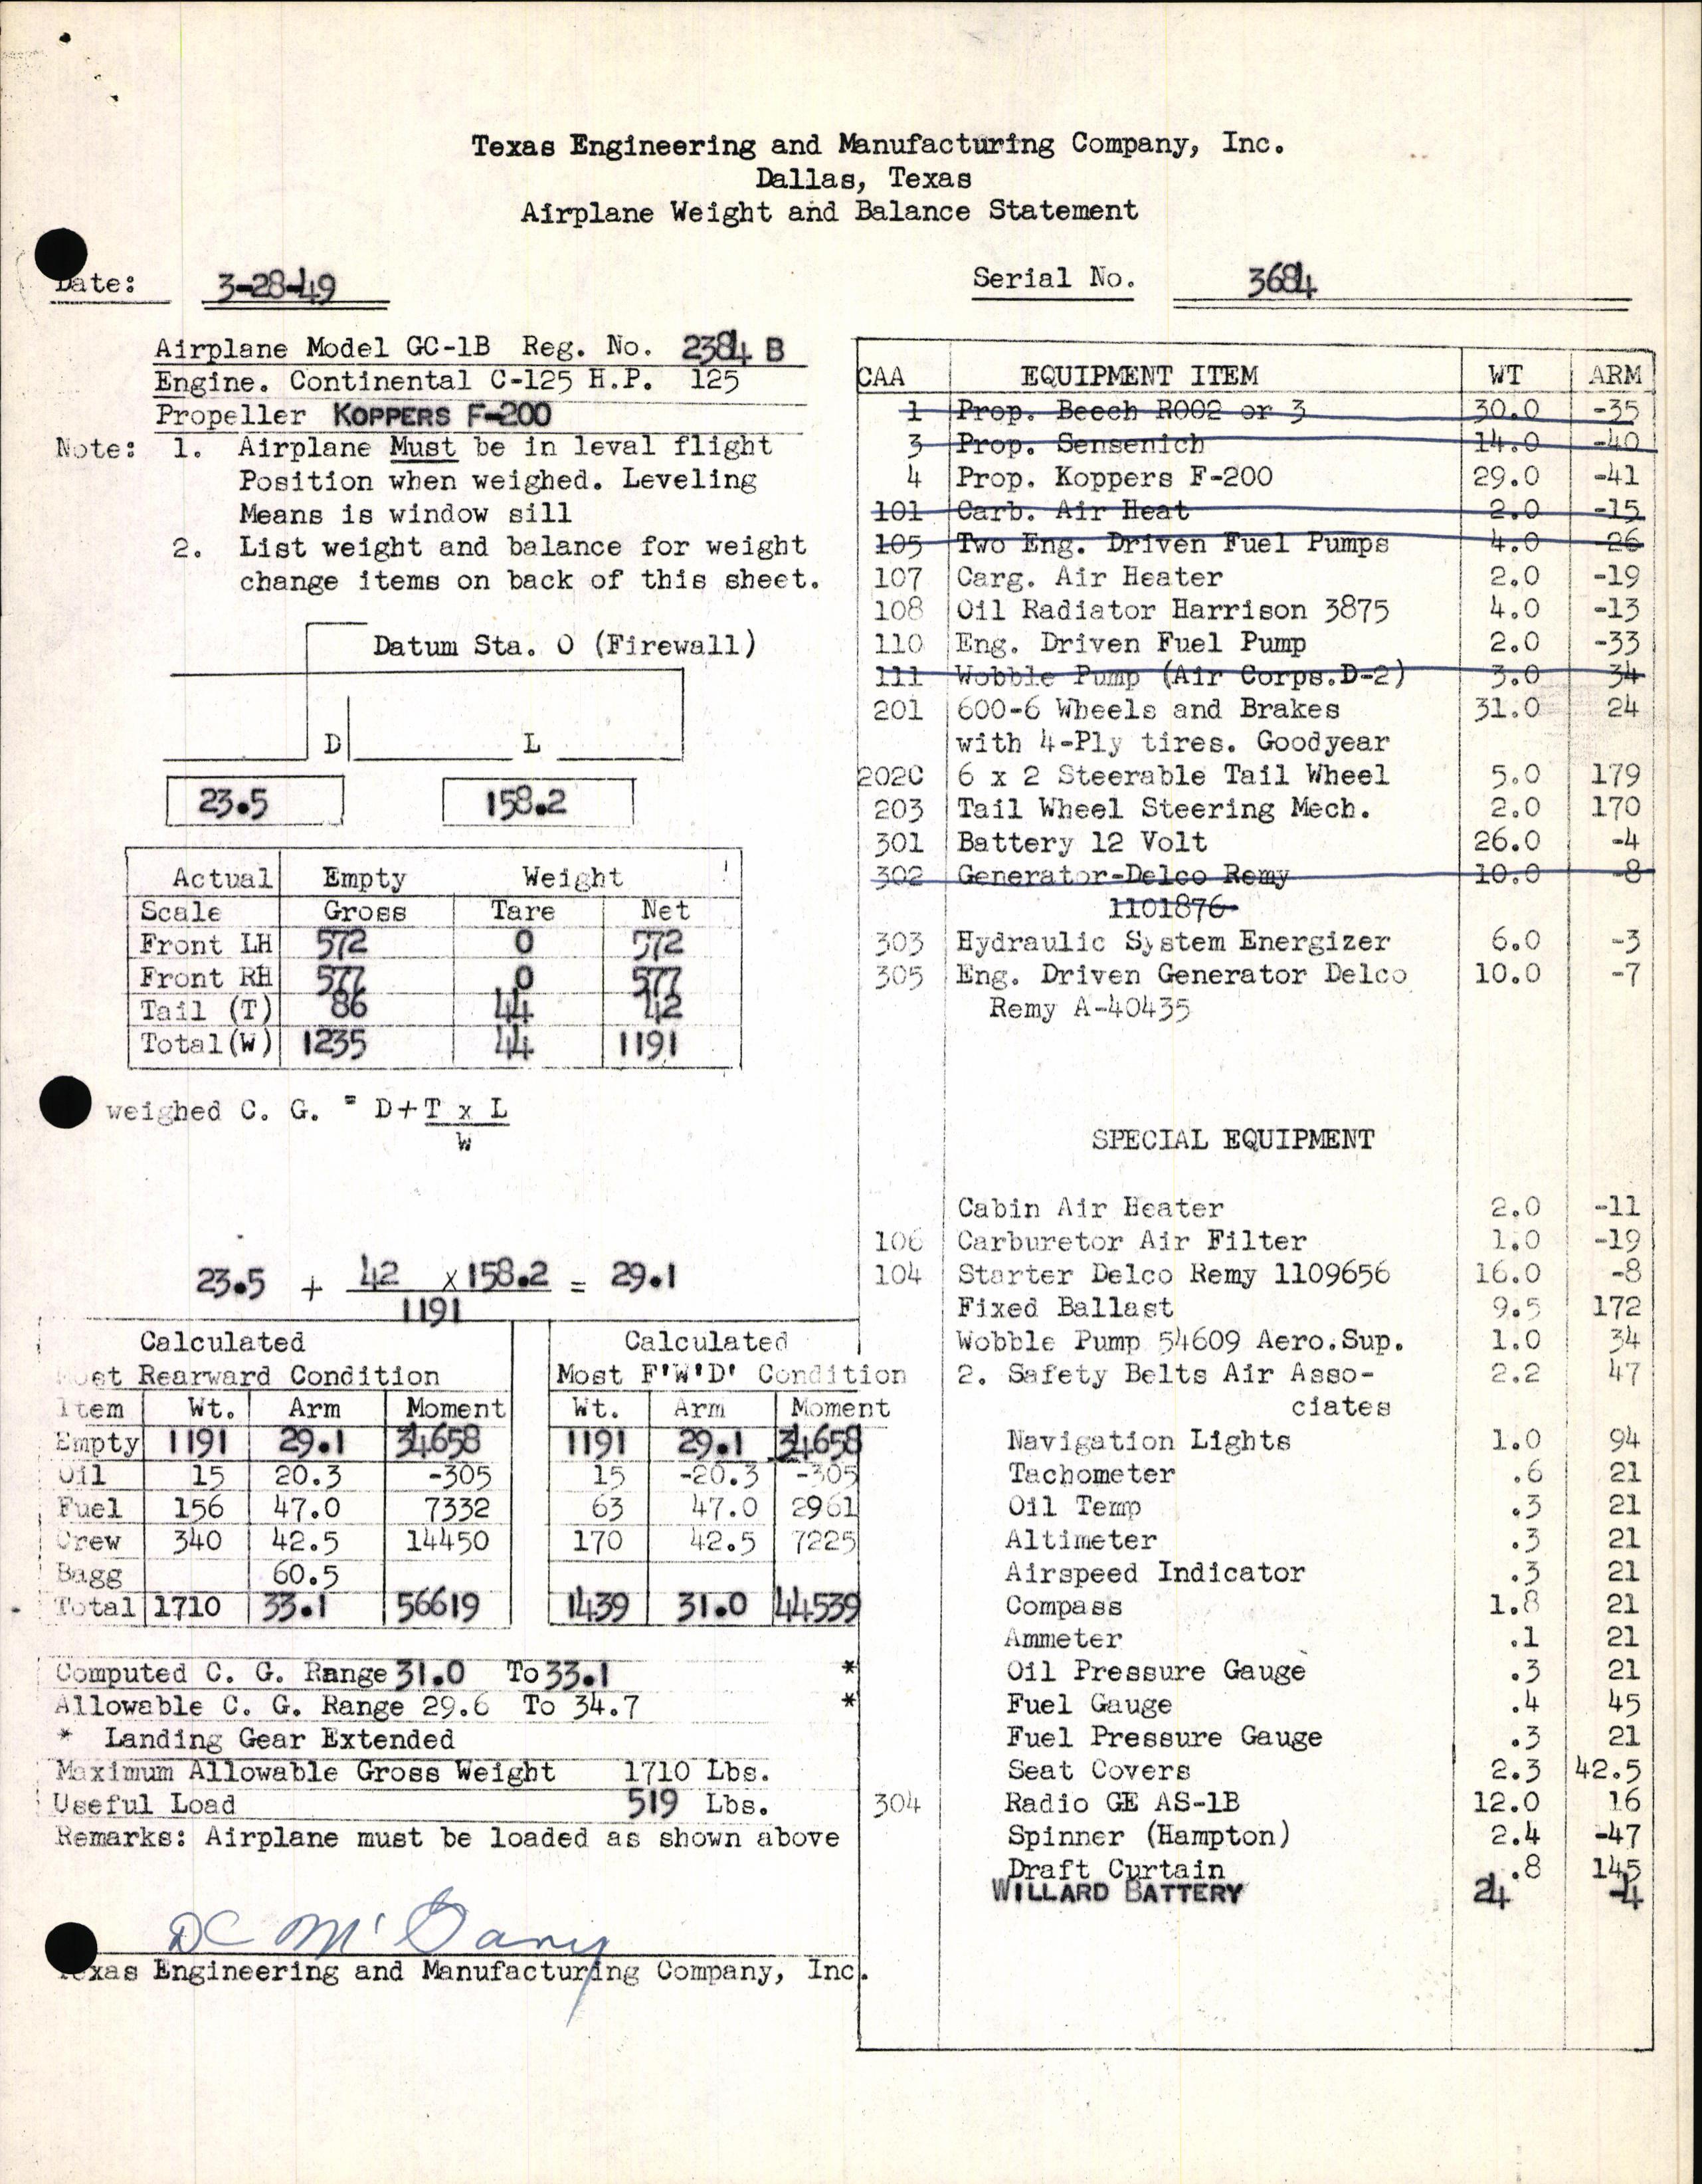 Texas Engineering and Manufacturing Company, Inc.
Dallas, Texas
Airplane Weight and Balance Statement
Date: 3-28-49
Serial No. 3684
Airplane Model GC-1B Reg. No. 2384 B
Engine. Continental C-125 H.P. 125
Propeller KOPPERS F-200
Note: 1. Airplane Must be in leval flight
Position when weighed. Leveling
Means is window sill
2. List weight and balance for weight
change items on back of this sheet.
Datum Sta. O (Firewall)
D L
23.5 158.2
Actual Empty Weight
Scale Gross Tare Net
Front LH 572 0 572
Front RH 577 0 577
Tail (T) 86 44 42
Total(W) 1235 44 1191
weighed C. G. = D+T x L
W
23.5 + 42 x 158.2 = 29.1
1191
Calculated
Most Rearward Condition
Item Wt. Arm Moment
Empty 1191 29.1 34658
Oil 15 20.3 -305
Fuel 156 47.0 7332
Crew 340 42.5 14450
Bagg 60.5
Total 1710 33.1 56619
Calculated
Most F'W'D' Condition
Wt. Arm Moment
1191 29.1 34658
15 -20.3 -305
63 47.0 2961
170 42.5 7225
1439 31.0 44539
Computed C. G. Range 31.0 To 33.1 *
Allowable C. G. Range 29.6 To 34.7 *
* Landing Gear Extended
Maximum Allowable Gross Weight 1710 Lbs.
Useful Load 519 Lbs.
Remarks: Airplane must be loaded as shown above
Texas Engineering and Manufacturing Company, Inc.
CAA EQUIPMENT ITEM WT ARM
1 Prop. Beech R002 or 3 30.0 -35
3 Prop. Sensenich 14.0 -40
4 Prop. Koppers F-200 29.0 -41
101 Carb. Air Heat 2.0 -15
105 Two Eng. Driven Fuel Pumps 4.0 -26
107 Carg. Air Heater 2.0 -19
108 Oil Radiator Harrison 3875 4.0 -13
110 Eng. Driven Fuel Pump 2.0 -33
111 Wobble Pump (Air Corps.D-2) 3.0 34
201 600-6 Wheels and Brakes 31.0 24
with 4-Ply tires. Goodyear
202C 6 x 2 Steerable Tail Wheel 5.0 179
203 Tail Wheel Steering Mech. 2.0 170
301 Battery 12 Volt 26.0 -4
302 Generator-Delco Remy 10.0 -8
1101876
303 Hydraulic System Energizer 6.0 -3
305 Eng. Driven Generator Delco 10.0 -7
Remy A-40435
SPECIAL EQUIPMENT
Cabin Air Heater 2.0 -11
106 Carburetor Air Filter 1.0 -19
104 Starter Delco Remy 1109656 16.0 -8
Fixed Ballast 9.5 172
Wobble Pump 54609 Aero.Sup. 1.0 34
2. Safety Belts Air Asso- 2.2 47
ciates
Navigation Lights 1.0 94
Tachometer .6 21
Oil Temp .3 21
Altimeter .3 21
Airspeed Indicator .3 21
Compass 1.8 21
Ammeter .1 21
Oil Pressure Gauge .3 21
Fuel Gauge .4 45
Fuel Pressure Gauge .3 21
Seat Covers 2.3 42.5
304 Radio GE AS-1B 12.0 16
Spinner (Hampton) 2.4 -47
Draft Curtain .8 145
WILLARD BATTERY 24 -4